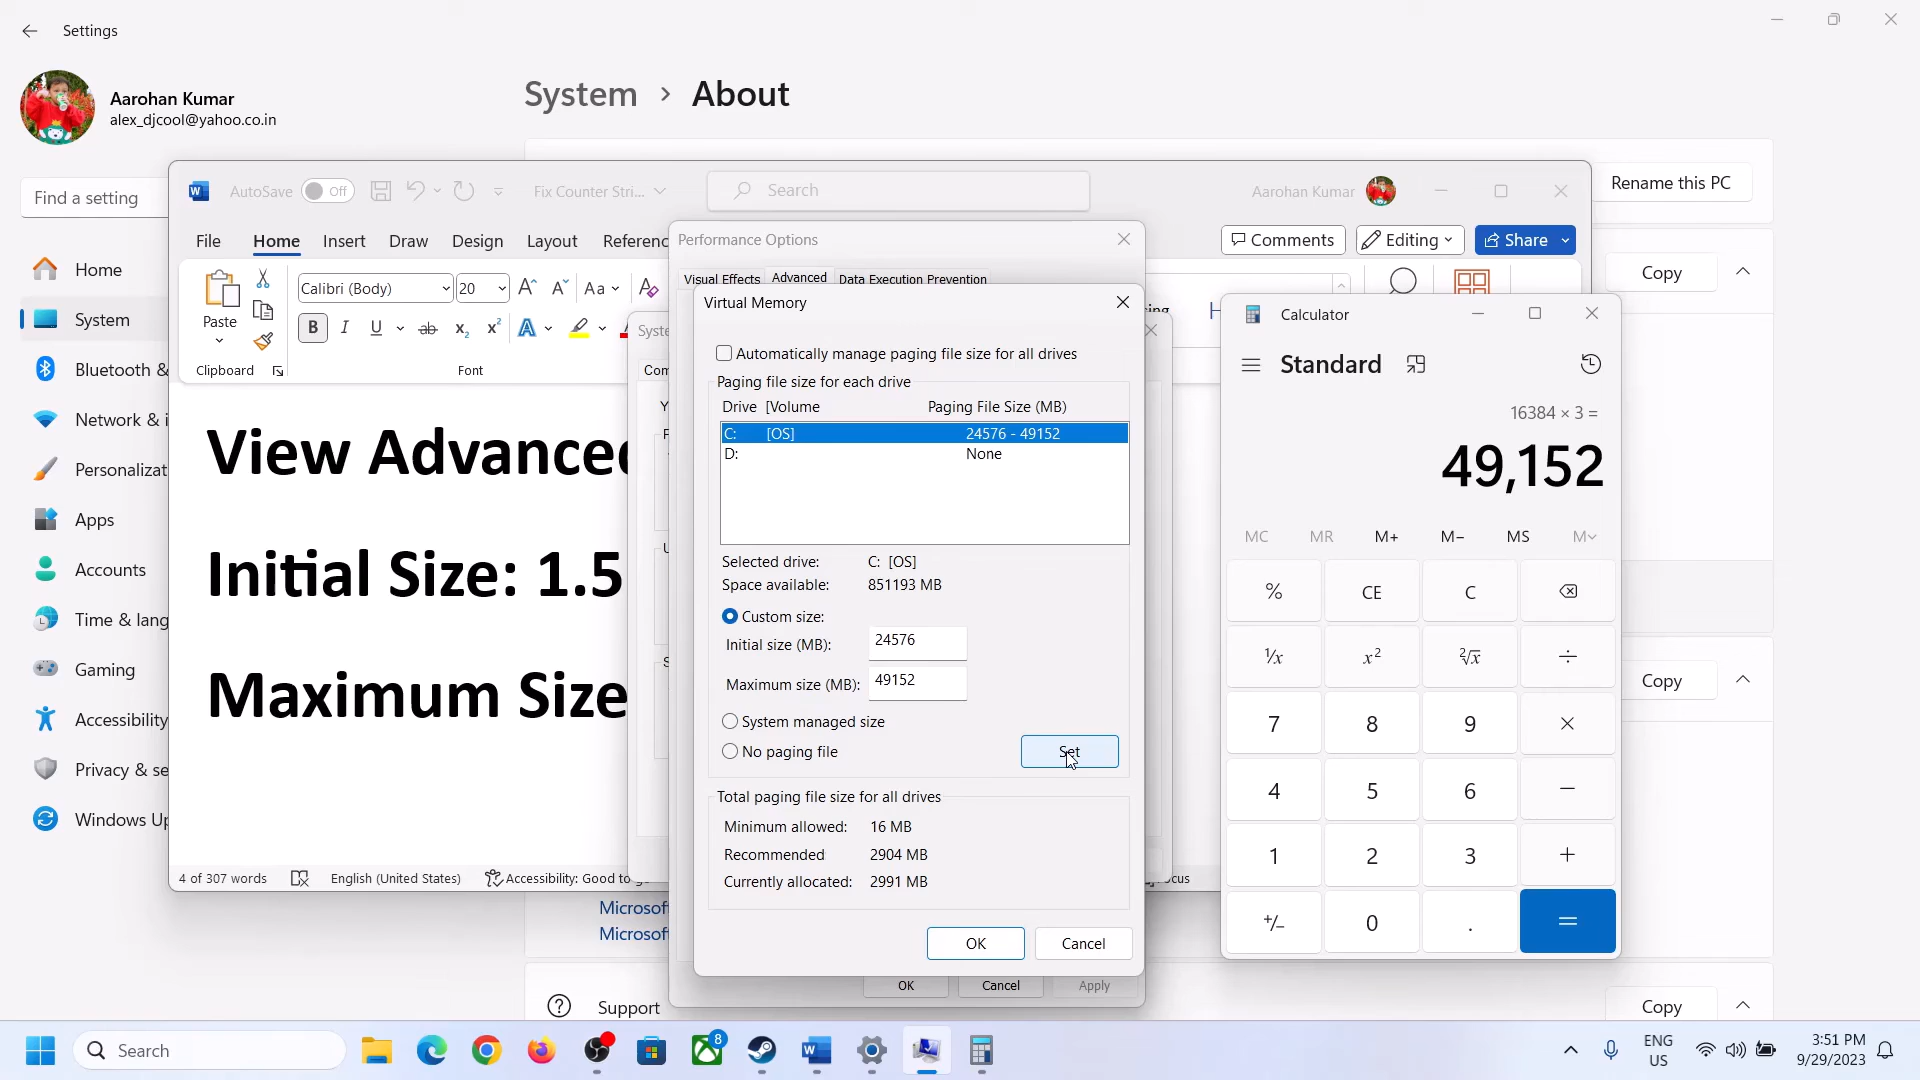 Settings
Aarohan Kumar
alex_djcool@yahoo.co.in
Find a setting
Home
System
Bluetooth &
Network & i
Personalizat
Apps
Accounts
Time & lang
Gaming
Accessibility
Privacy & se
Windows Up
System > About
Rename this PC
Copy
Copy
Copy
Support
AutoSave Off
Fix Counter Stri...
Search
Aarohan Kumar
File Home Insert Draw Design Layout Referenc
Comments Editing Share
Paste
Clipboard
Calibri (Body) 20
Aa
B I U ab x₂ x² A
Font
View Advanced
Initial Size: 1.5
Maximum Size
4 of 307 words English (United States) Accessibility: Good to
Microsof
Microsof
Performance Options
Visual Effects Advanced Data Execution Prevention
OK Cancel Apply
Virtual Memory
Automatically manage paging file size for all drives
Paging file size for each drive
Drive [Volume Paging File Size (MB)
C: [OS] 24576 - 49152
D: None
Selected drive: C: [OS]
Space available: 851193 MB
Custom size:
Initial size (MB): 24576
Maximum size (MB): 49152
System managed size
No paging file
Set
Total paging file size for all drives
Minimum allowed: 16 MB
Recommended 2904 MB
Currently allocated: 2991 MB
OK Cancel
Calculator
Standard
16384 × 3 =
49,152
MC MR M+ M− MS M
% CE C
¹/x x² ²√x ÷
7 8 9 ×
4 5 6 −
1 2 3 +
+/− 0 . =
Search
8
ENG
US
3:51 PM
9/29/2023